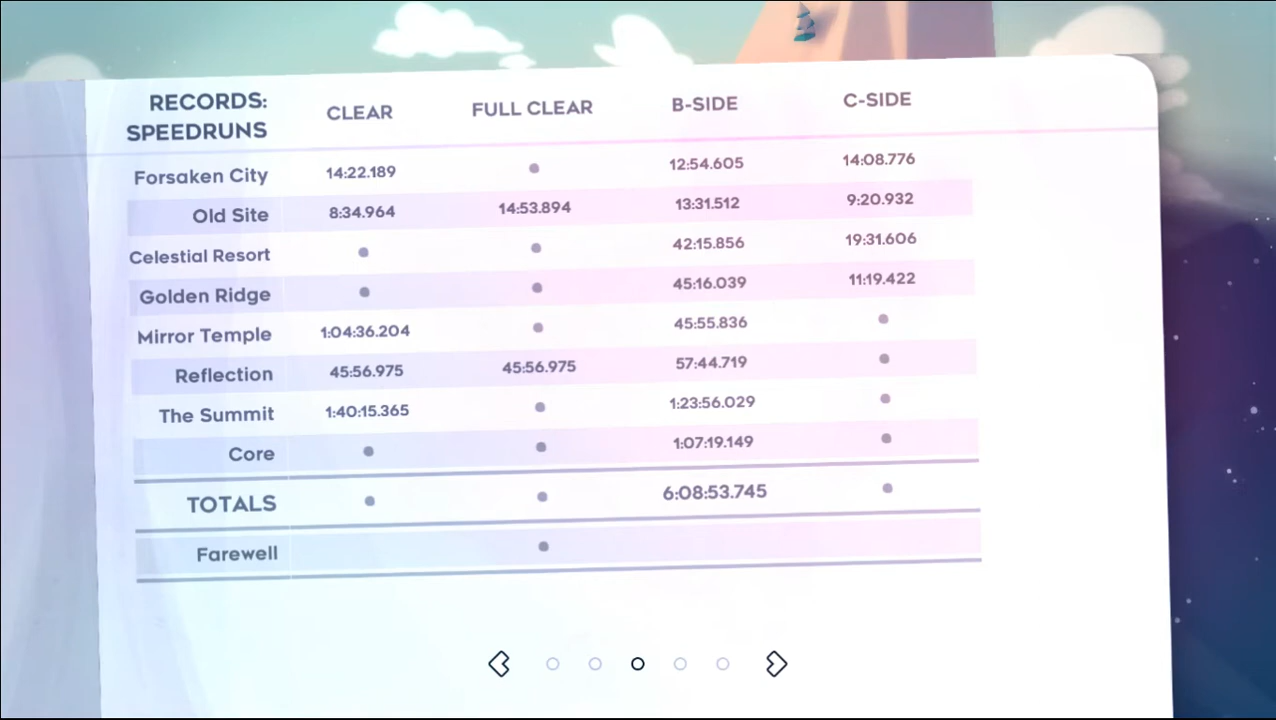 RECORDS:
SPEEDRUNS CLEAR FULL CLEAR B-SIDE C-SIDE
Forsaken City 14:22.189 • 12:54.605 14:08.776
Old Site 8:34.964 14:53.894 13:31.512 9:20.932
Celestial Resort • • 42:15.856 19:31.606
Golden Ridge • • 45:16.039 11:19.422
Mirror Temple 1:04:36.204 • 45:55.836 •
Reflection 45:56.975 45:56.975 57:44.719 •
The Summit 1:40:15.365 • 1:23:56.029 •
Core • • 1:07:19.149 •
TOTALS • • 6:08:53.745 •
Farewell •